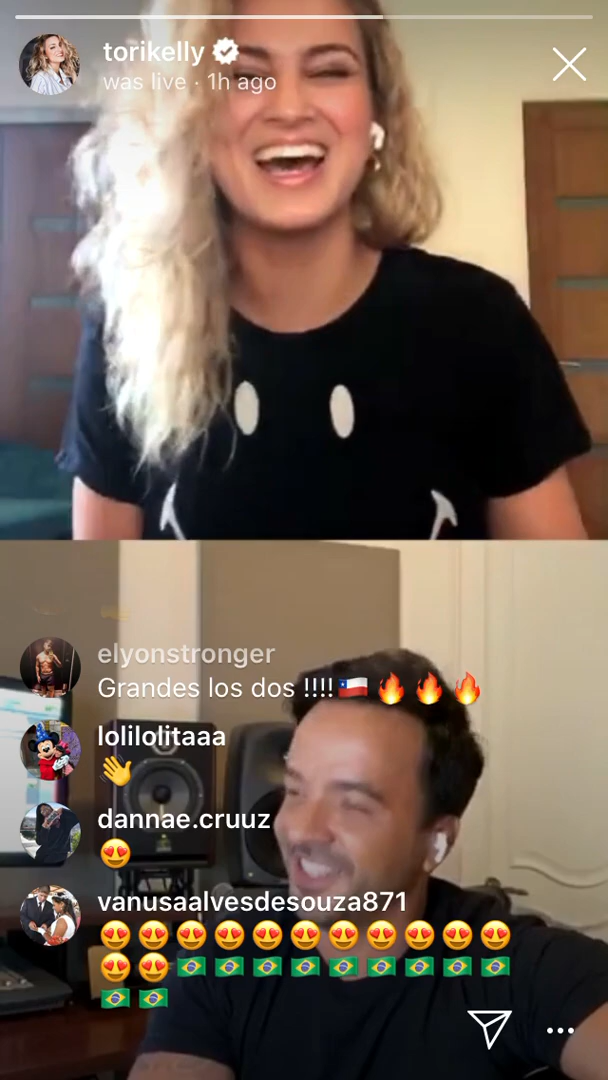 torikelly
was live · 1h ago
elyonstronger
Grandes los dos !!!!🇨🇱 🔥 🔥 🔥
lolilolitaaa
👋
dannae.cruuz
😍
vanusaalvesdesouza871
😍😍😍😍😍😍😍😍😍😍😍
😍😍🇧🇷🇧🇷🇧🇷🇧🇷🇧🇷🇧🇷🇧🇷🇧🇷🇧🇷
🇧🇷🇧🇷